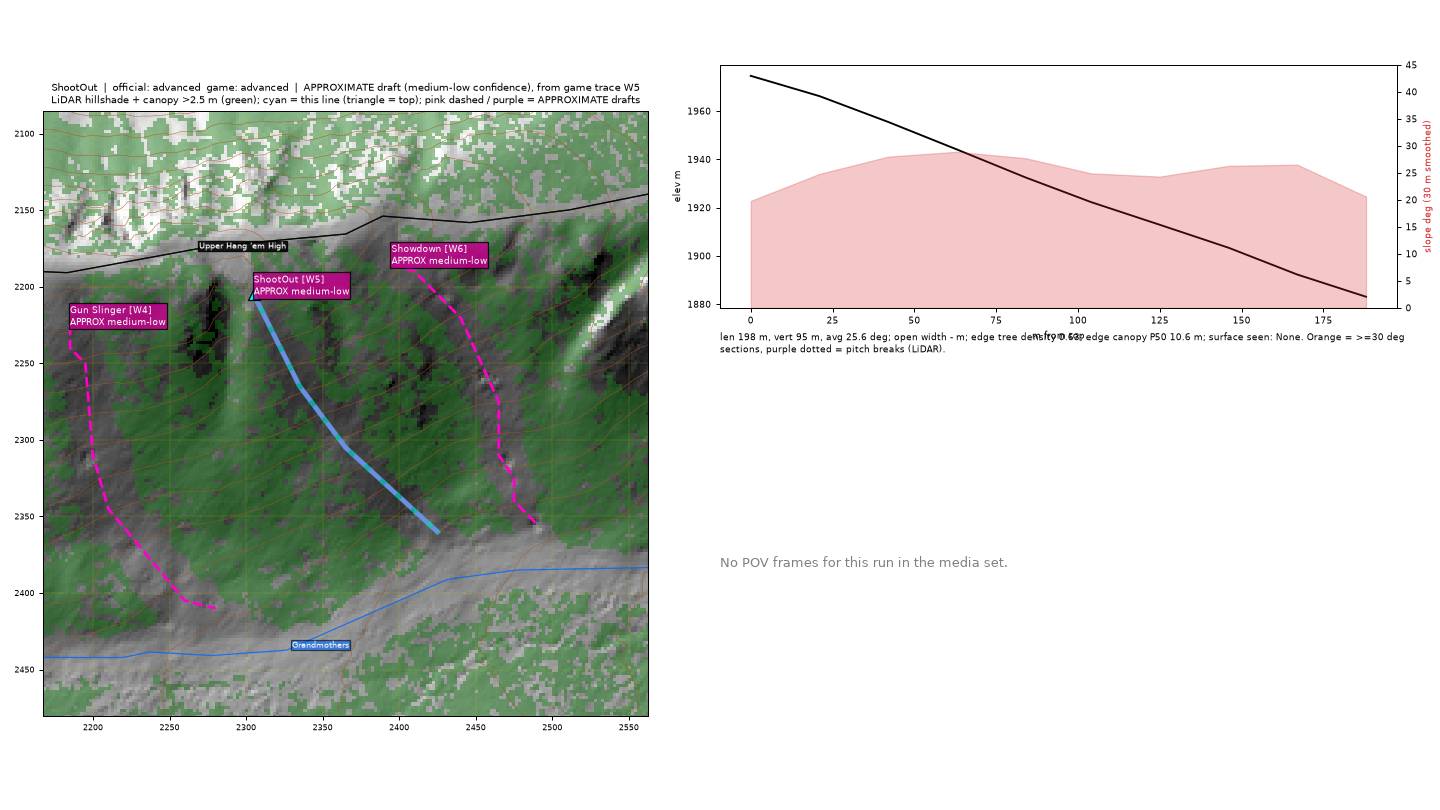 ShootOut | official: advanced game: advanced | APPROXIMATE draft (medium-low confidence), from game trace W5
LiDAR hillshade + canopy >2.5 m (green); cyan = this line (triangle = top); pink dashed / purple = APPROXIMATE drafts
2100
2150
2200
2250
2300
2350
2400
2450
Upper Hang 'em High
Showdown [W6]
APPROX medium-low
ShootOut [W5]
APPROX medium-low
Gun Slinger [W4]
APPROX medium-low
Grandmothers
2200
2250
2300
2350
2400
2450
2500
2550
elev m
1960
1940
1920
1900
1880
45
40
35
30
25
20
15
10
5
0
slope deg (30 m smoothed)
0
25
50
75
100
125
150
175
len 198 m, vert 95 m, avg 25.6 deg; open width - m; edge tree density 0.63; edge canopy P50 10.6 m; surface seen: None. Orange = >=30 deg
sections, purple dotted = pitch breaks (LiDAR).
No POV frames for this run in the media set.